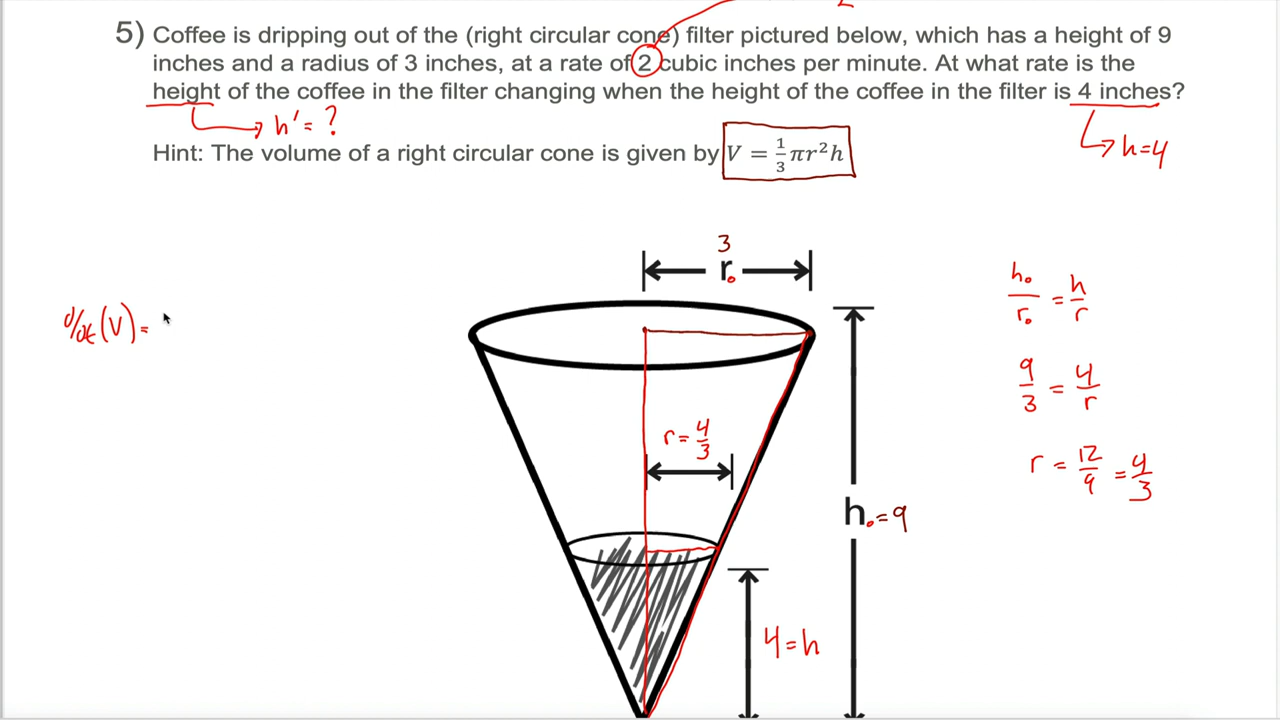 5) Coffee is dripping out of the (right circular cone) filter pictured below, which has a height of 9
inches and a radius of 3 inches, at a rate of 2 cubic inches per minute. At what rate is the
height of the coffee in the filter changing when the height of the coffee in the filter is 4 inches?
h' = ?
Hint: The volume of a right circular cone is given by V = 1/3 πr²h
h=4
3
r₀
h₀/r₀ = h/r
d/dt (V) =
9/3 = 4/r
r = 4/3
r = 12/9 = 4/3
h₀ = 9
4 = h